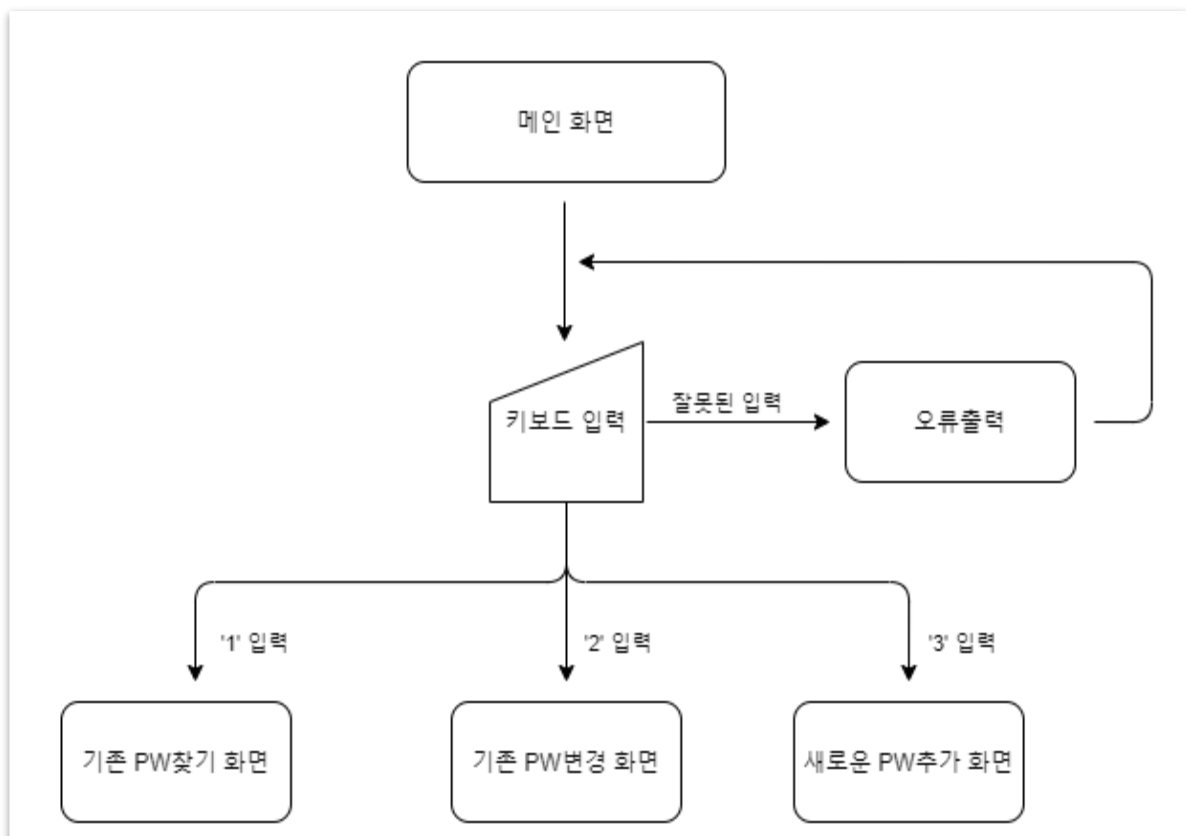 메인 화면
키보드 입력
잘못된 입력
오류출력
'1' 입력
'2' 입력
'3' 입력
기존 PW찾기 화면
기존 PW변경 화면
새로운 PW추가 화면